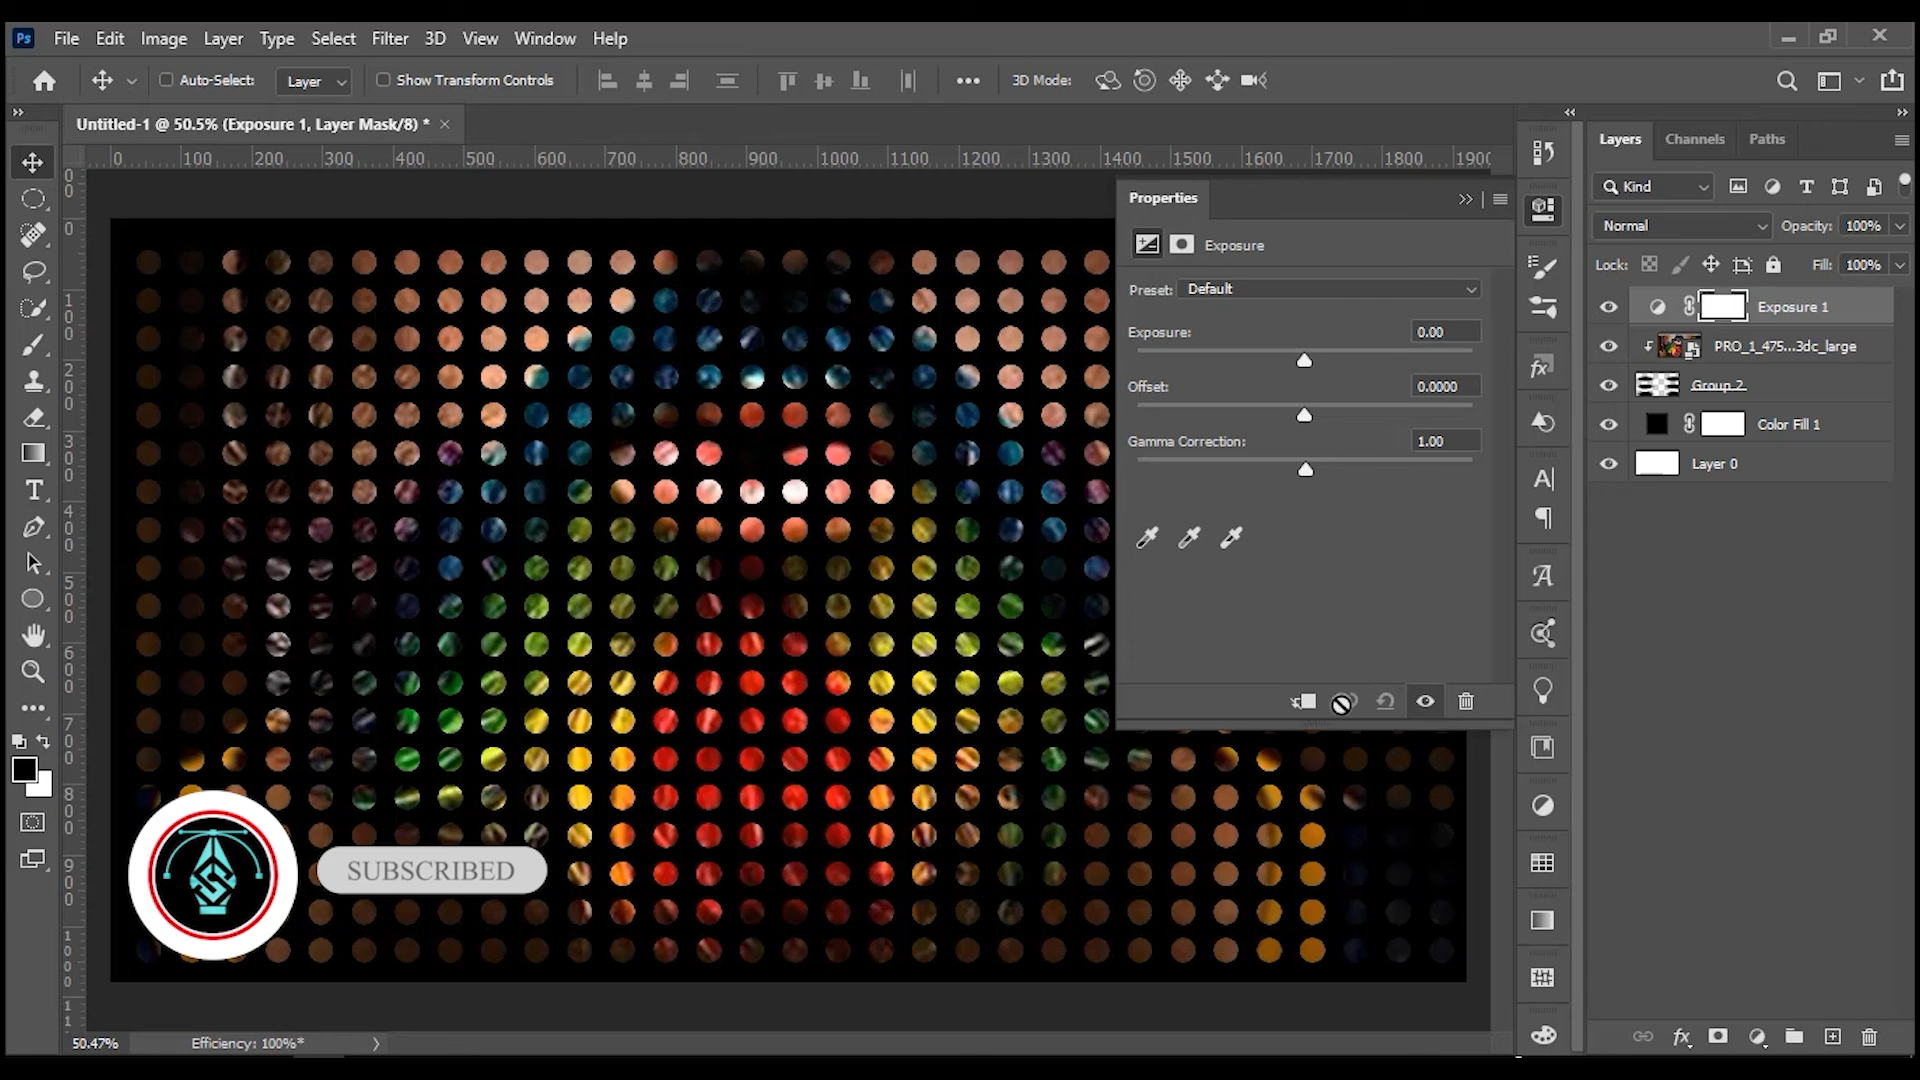 Ps File Edit Image Layer Type Select Filter 3D View Window Help
Auto-Select: Layer Show Transform Controls 3D Mode:
Untitled-1 @ 50.5% (Exposure 1, Layer Mask/8) *
0 100 200 300 400 500 600 700 800 900 1000 1100 1200 1300 1400 1500 1600 1700 1800 1900
Layers Channels Paths
Kind
Normal Opacity: 100%
Lock: Fill: 100%
Exposure 1
PRO_1_475...3dc_large
Group 2
Color Fill 1
Layer 0
Properties
Exposure
Preset: Default
Exposure: 0.00
Offset: 0.0000
Gamma Correction: 1.00
SUBSCRIBED
50.47% Efficiency: 100%*